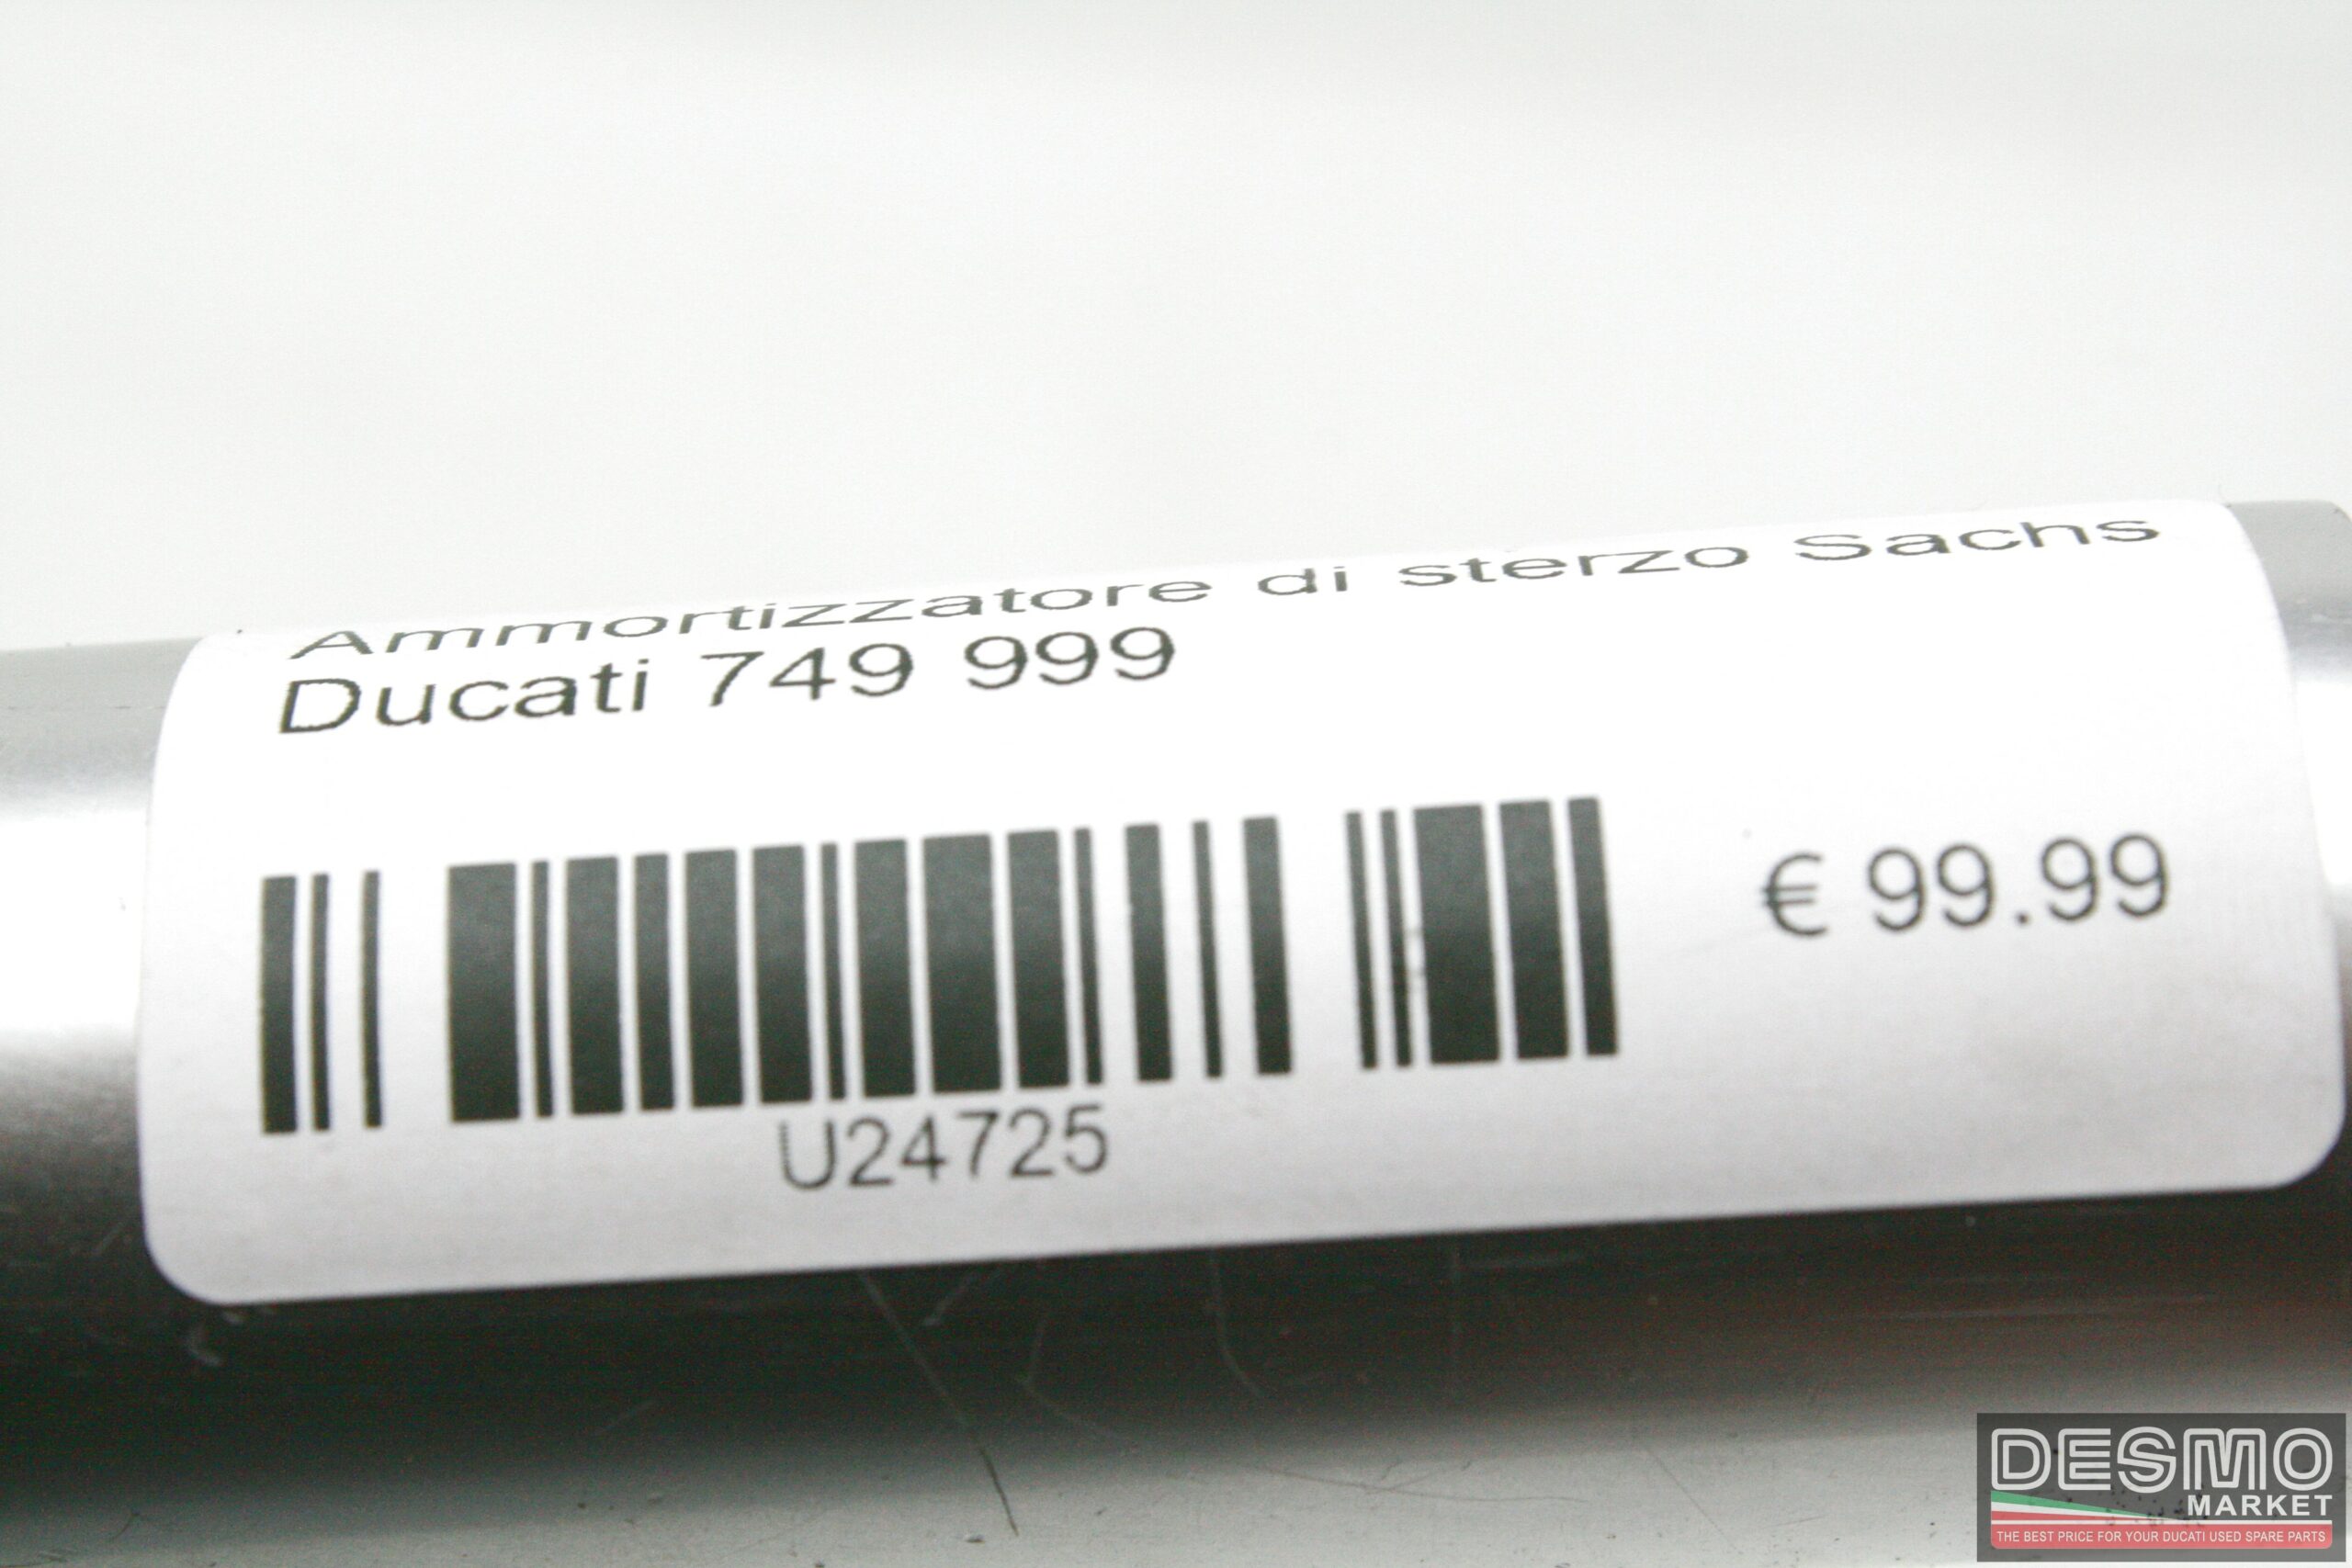 Ammortizzatore di sterzo Sachs
Ducati 749 999
€ 99.99
U24725
DESMO
MARKET
THE BEST PRICE FOR YOUR DUCATI USED SPARE PARTS